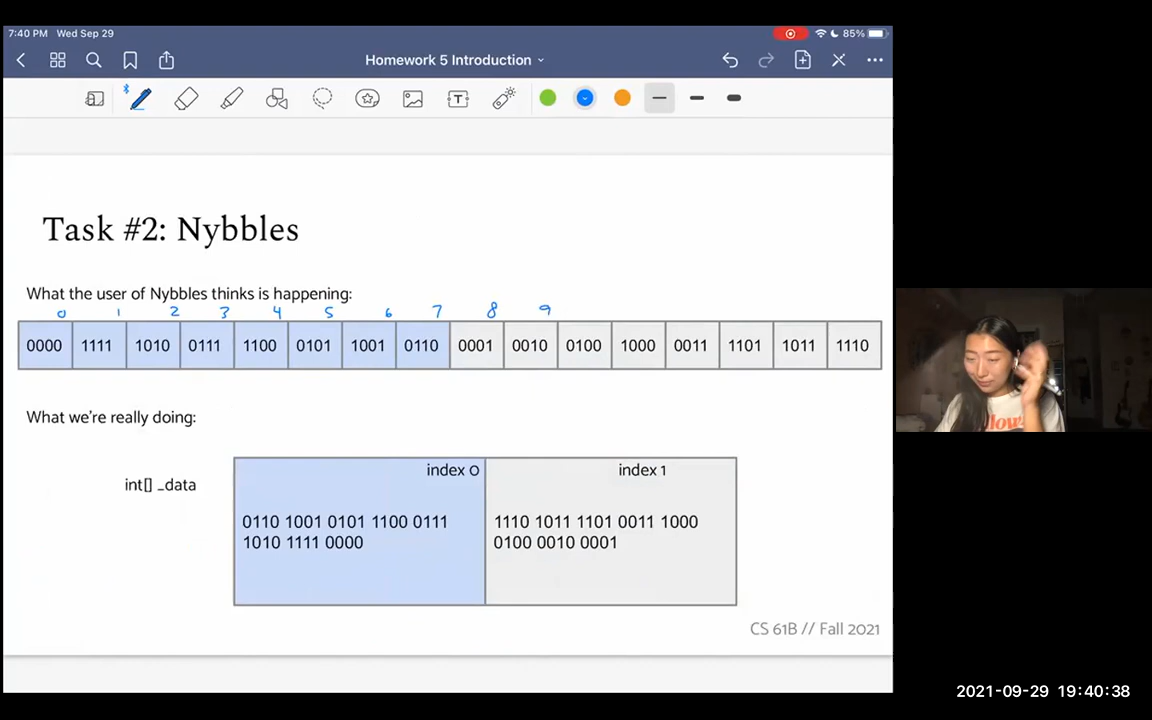 7:40 PM Wed Sep 29
85%
Homework 5 Introduction
Task #2: Nybbles
What the user of Nybbles thinks is happening:
0 1 2 3 4 5 6 7 8 9
0000 1111 1010 0111 1100 0101 1001 0110 0001 0010 0100 1000 0011 1101 1011 1110
What we're really doing:
index 0 index 1
int[] _data
0110 1001 0101 1100 0111
1010 1111 0000
1110 1011 1101 0011 1000
0100 0010 0001
CS 61B // Fall 2021
2021-09-29 19:40:38